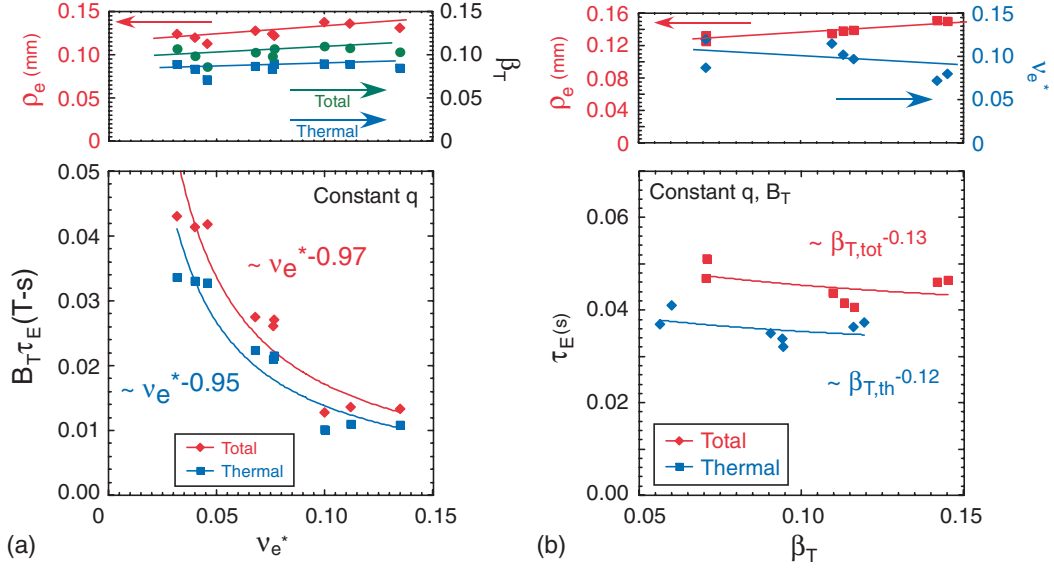 0.15
0.10
0.05
0
ρe (mm)
Total
Thermal
0.15
0.10
0.05
0
βT
0.05
0.04
0.03
0.02
0.01
0.00
BTτE(T-s)
Constant q
~ νe*-0.97
~ νe*-0.95
Total
Thermal
0
0.05
0.10
0.15
νe*
(a)
0.16
0.12
0.08
0.04
0
ρe (mm)
0.15
0.10
0.05
0
νe*
0.06
0.04
0.02
0.00
τE(s)
Constant q, BT
~ βT,tot-0.13
~ βT,th-0.12
Total
Thermal
0.05
0.10
0.15
βT
(b)